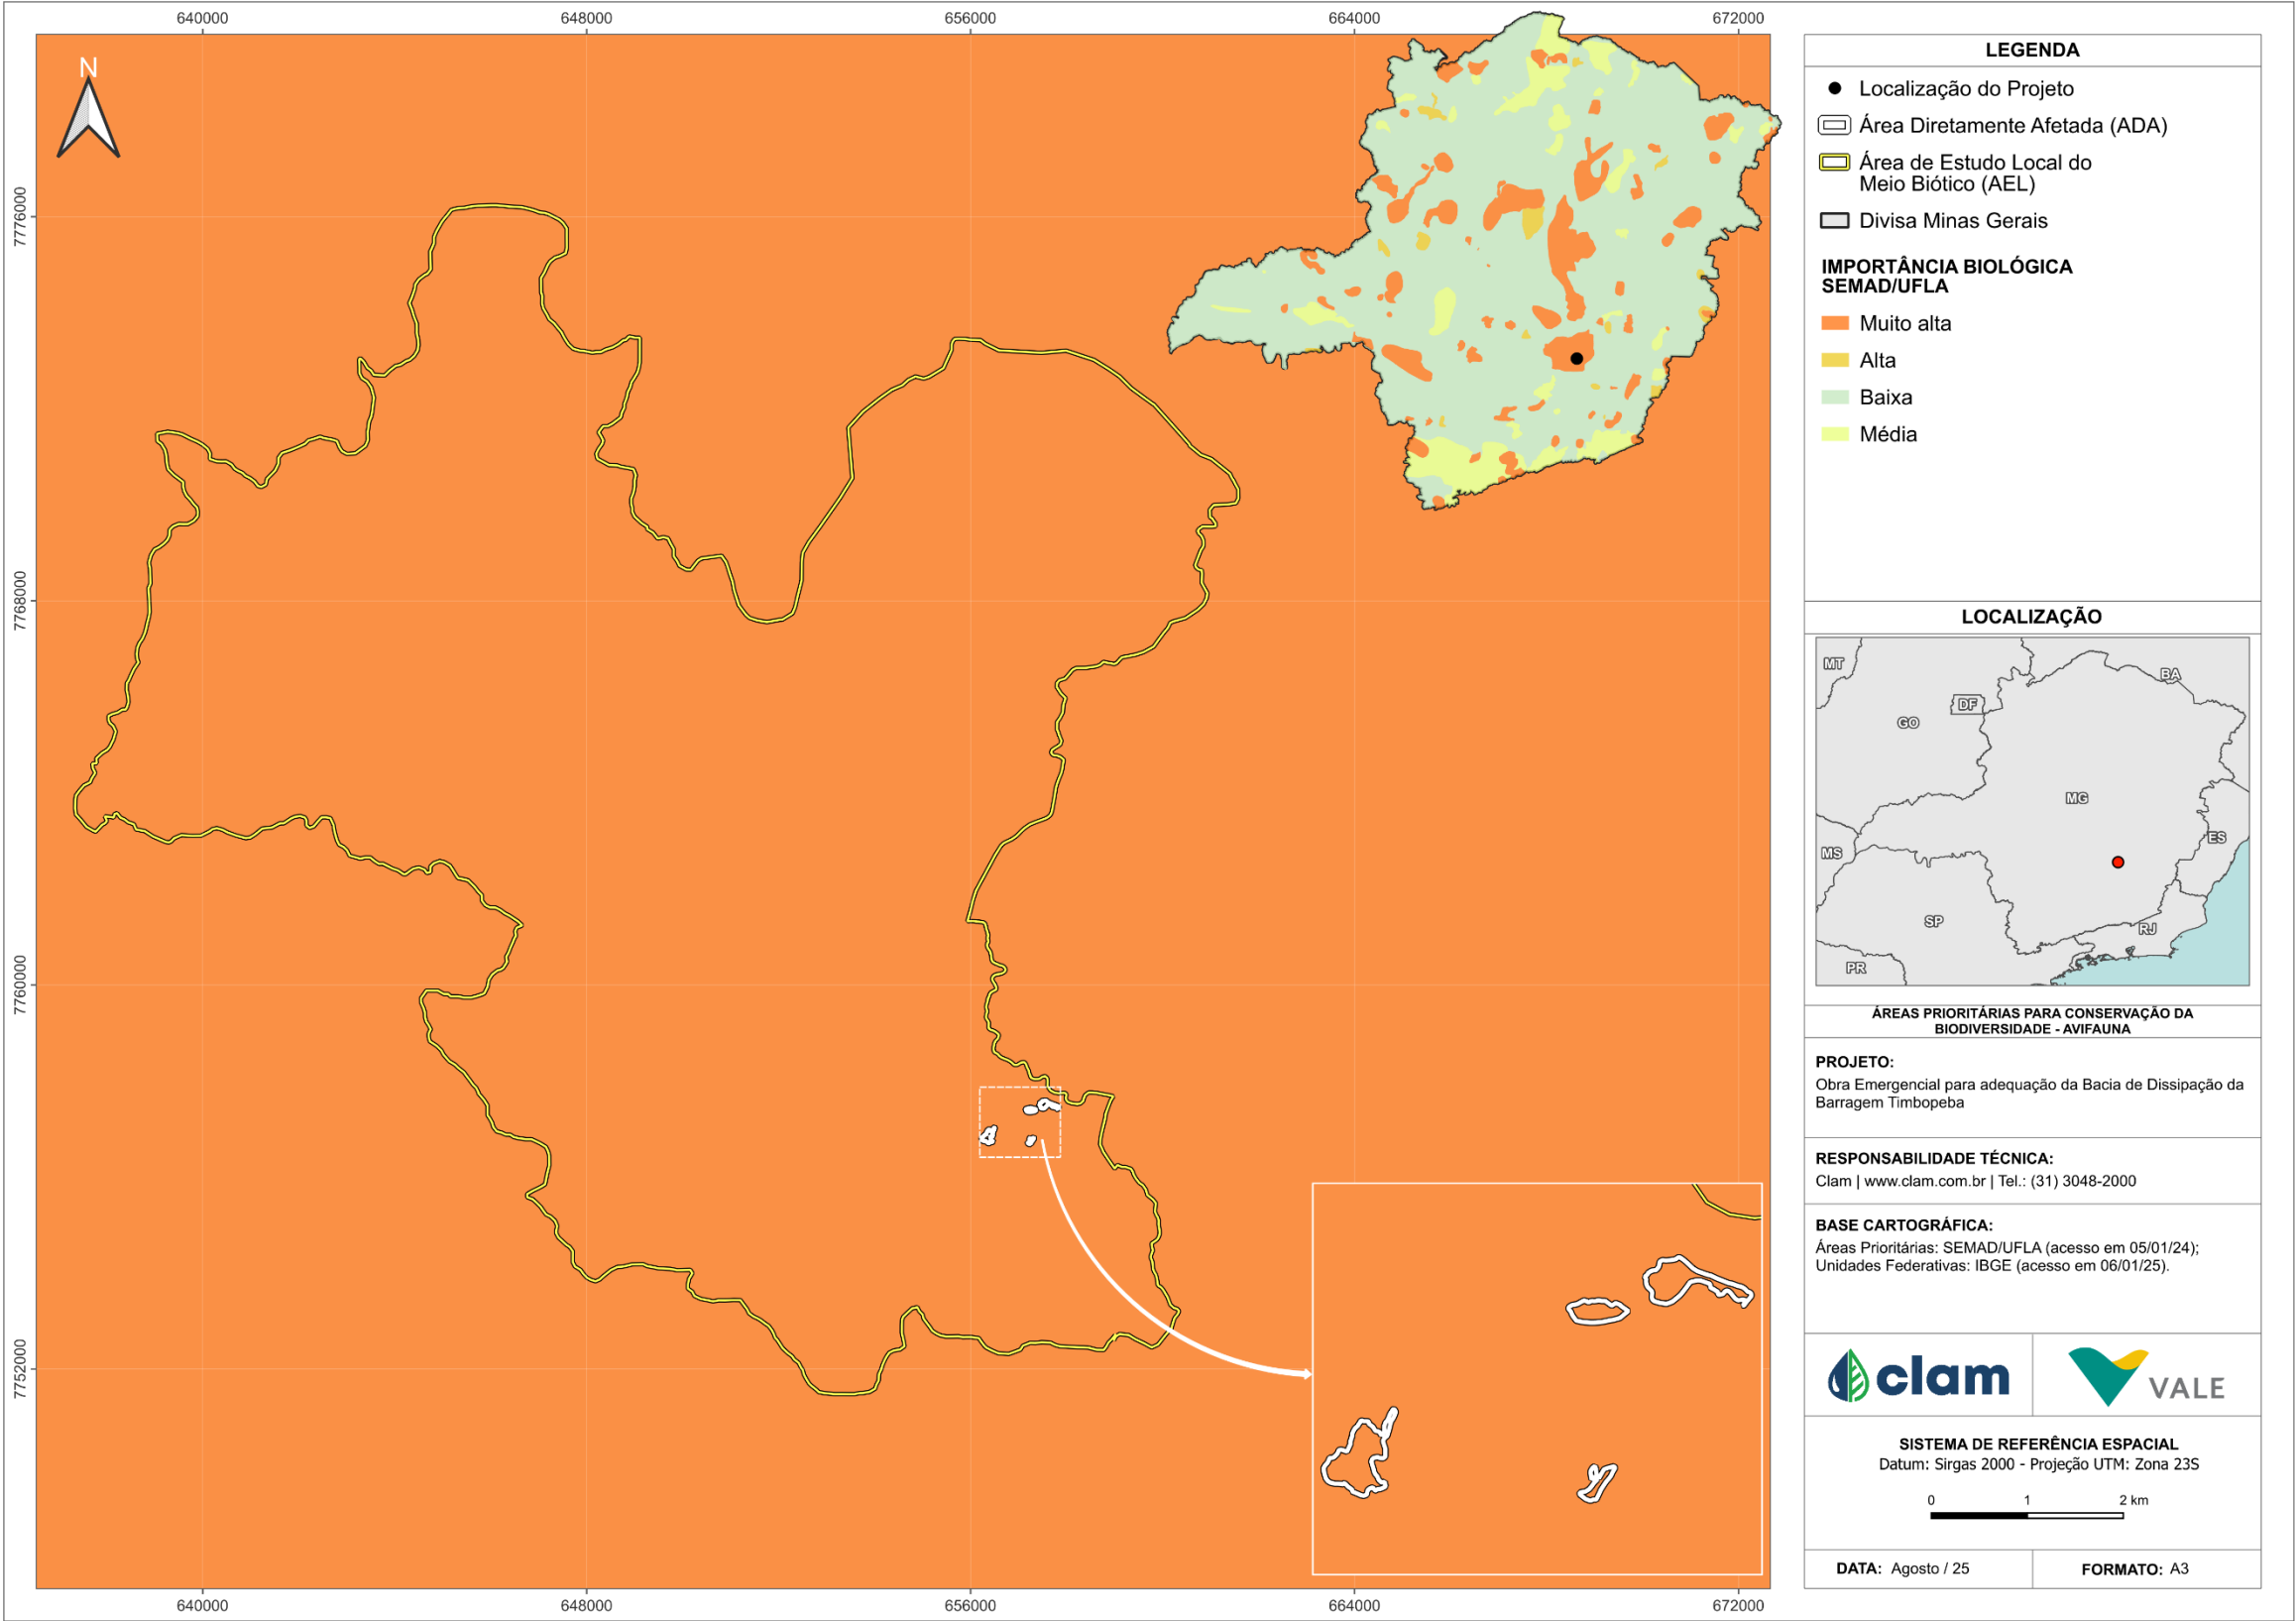 640000
648000
656000
664000
672000
N
7776000
7768000
7760000
7752000
640000
648000
656000
664000
672000
LEGENDA
Localização do Projeto
Área Diretamente Afetada (ADA)
Área de Estudo Local do
Meio Biótico (AEL)
Divisa Minas Gerais
IMPORTÂNCIA BIOLÓGICA
SEMAD/UFLA
Muito alta
Alta
Baixa
Média
LOCALIZAÇÃO
MT
BA
DF
GO
MG
ES
MS
SP
RJ
PR
ÁREAS PRIORITÁRIAS PARA CONSERVAÇÃO DA
BIODIVERSIDADE - AVIFAUNA
PROJETO:
Obra Emergencial para adequação da Bacia de Dissipação da
Barragem Timbopeba
RESPONSABILIDADE TÉCNICA:
Clam | www.clam.com.br | Tel.: (31) 3048-2000
BASE CARTOGRÁFICA:
Áreas Prioritárias: SEMAD/UFLA (acesso em 05/01/24);
Unidades Federativas: IBGE (acesso em 06/01/25).
clam
VALE
SISTEMA DE REFERÊNCIA ESPACIAL
Datum: Sirgas 2000 - Projeção UTM: Zona 23S
0 1 2 km
DATA: Agosto / 25
FORMATO: A3